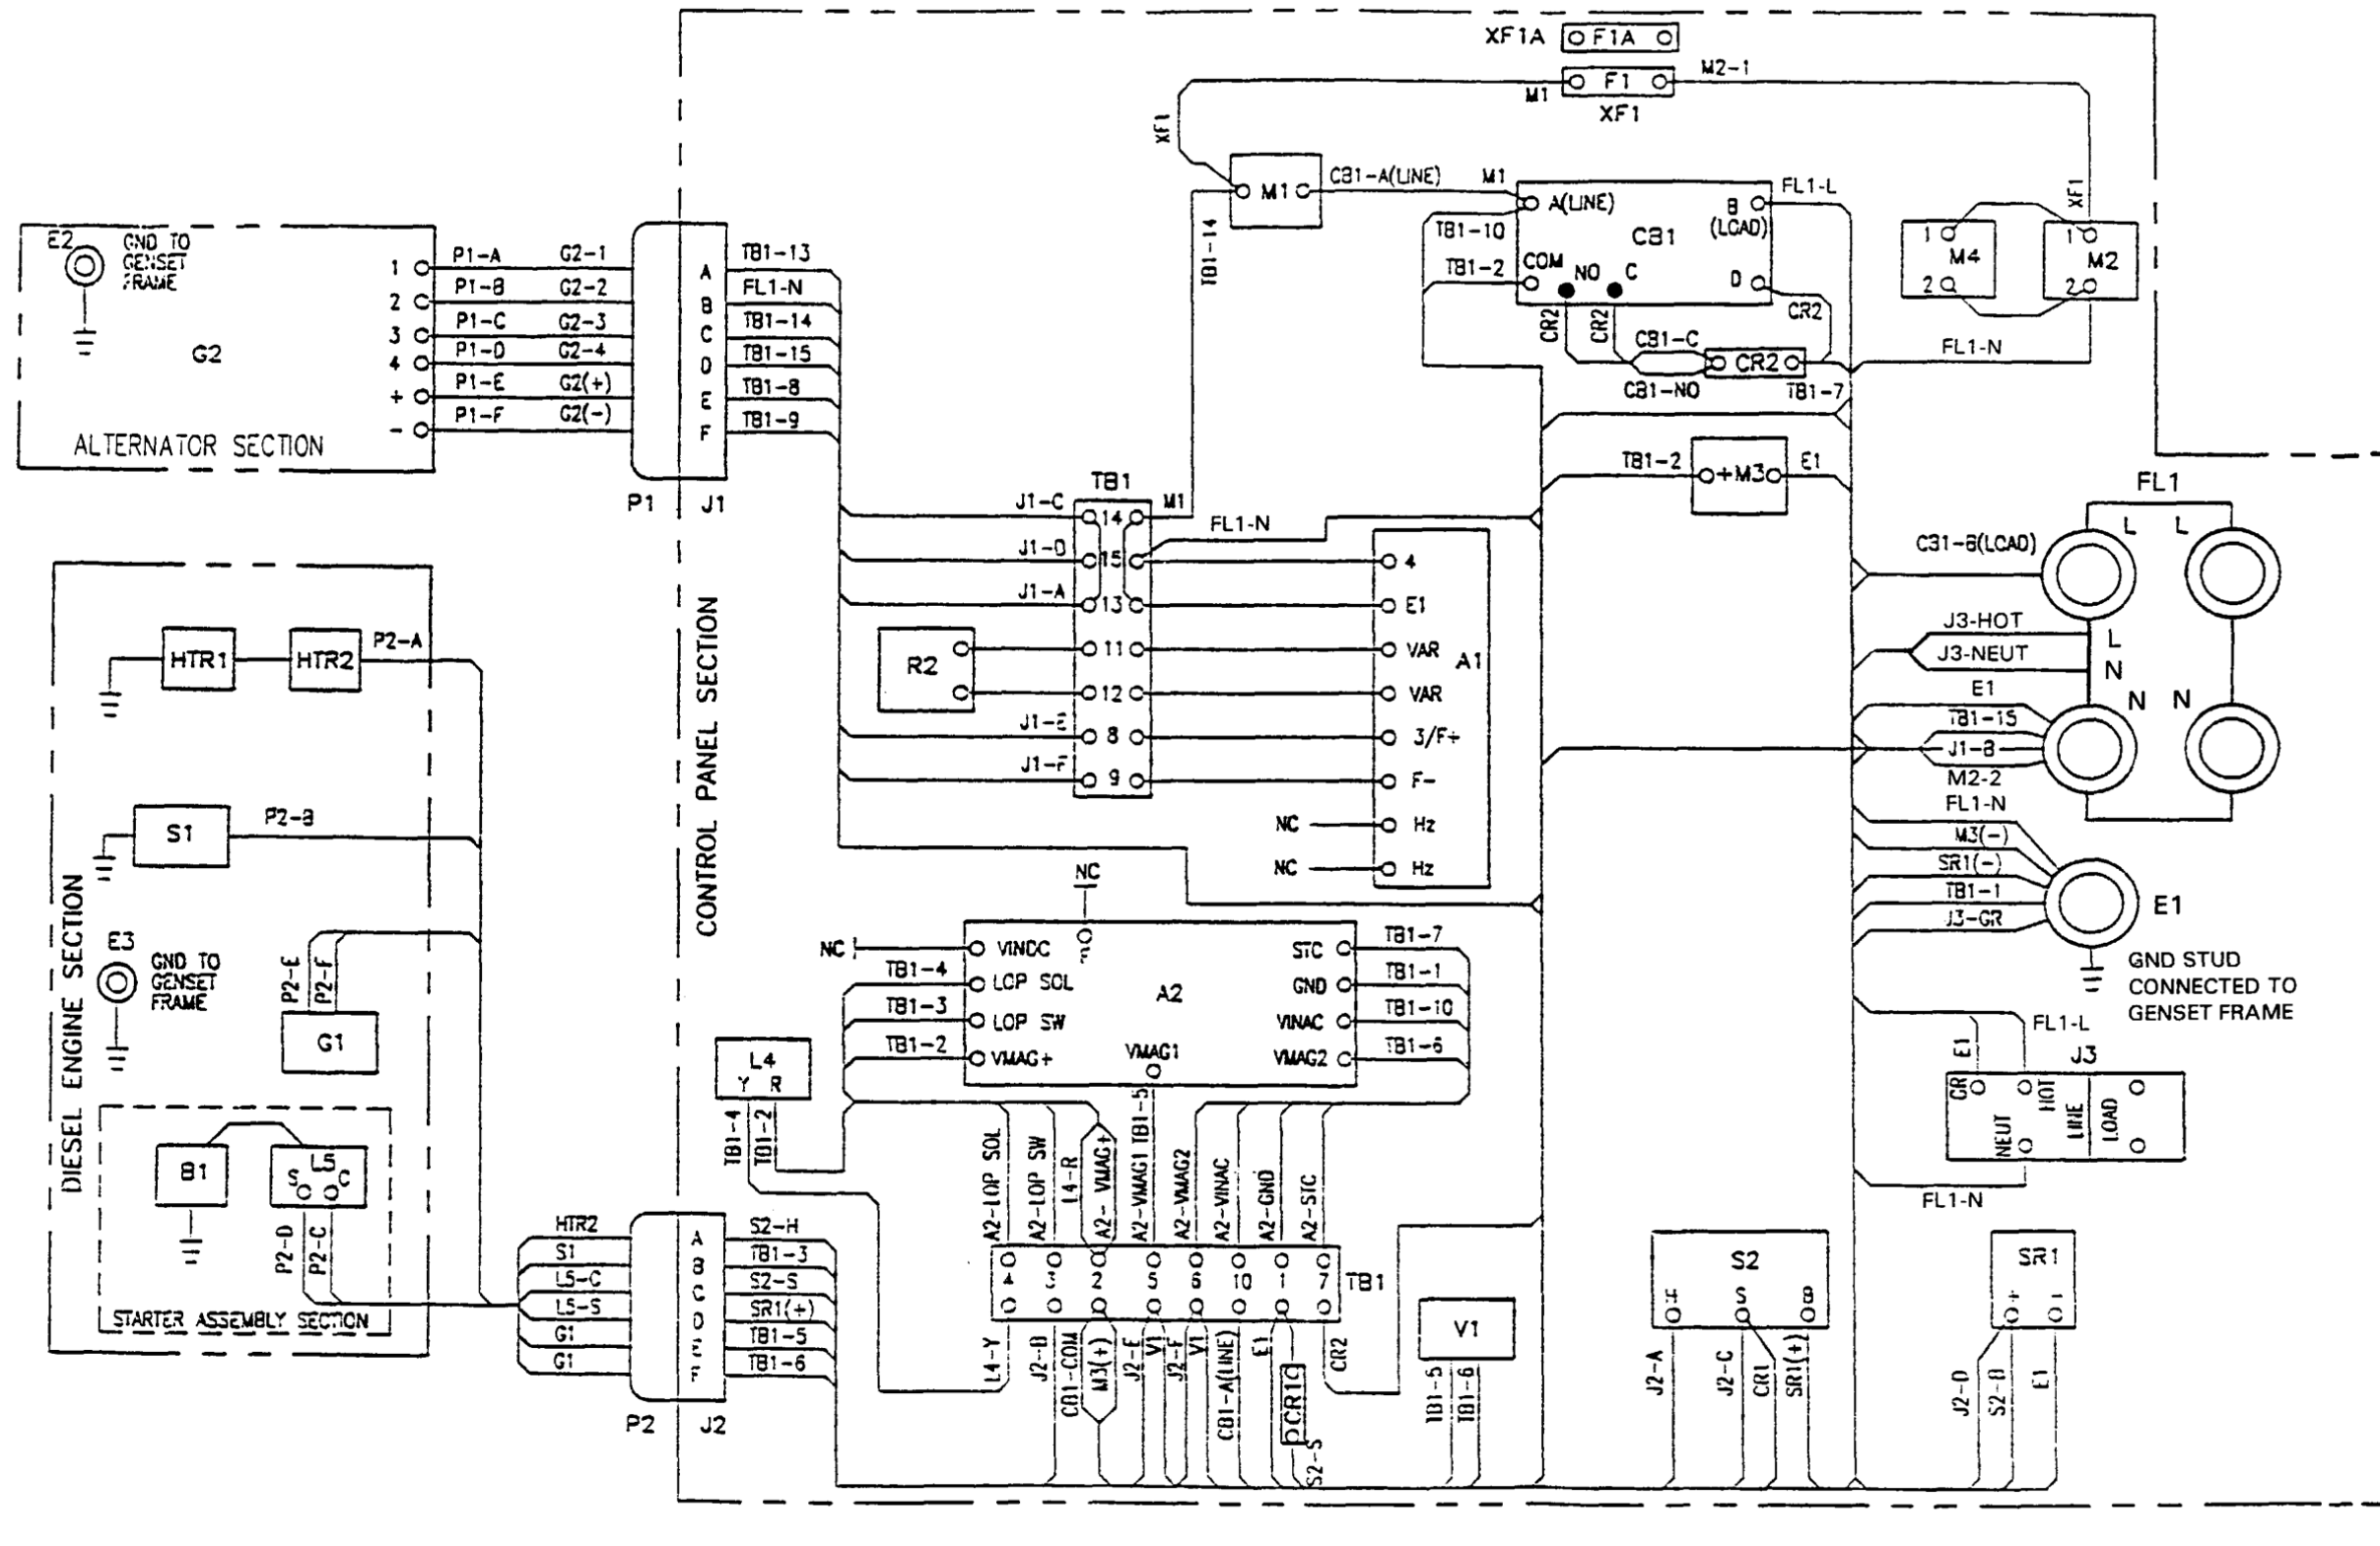 XF1A
F1A
M1
F1
M2-1
XF1
XF1
M1
CB1-A(LINE)
M1
A(LINE)
B
(LOAD)
CB1
FL1-L
TB1-10
TB1-2
COM
NO
C
D
TB1-14
CR2
CR2
CB1-C
CB1-NO
CR2
CR2
TB1-7
XF1
1
M4
2
1
M2
2
FL1-N
E2
GND TO
GENSET
FRAME
G2
ALTERNATOR SECTION
1
2
3
4
+
-
P1-A
G2-1
P1-B
G2-2
P1-C
G2-3
P1-D
G2-4
P1-E
G2(+)
P1-F
G2(-)
A
B
C
D
E
F
TB1-13
FL1-N
TB1-14
TB1-15
TB1-8
TB1-9
P1
J1
TB1-2
+M3
E1
TB1
J1-C
14
M1
FL1-N
J1-D
15
4
J1-A
13
E1
R2
11
VAR
A1
12
VAR
J1-E
8
3/F+
J1-F
9
F-
NC
Hz
NC
Hz
CONTROL PANEL SECTION
FL1
L
L
CB1-B(LOAD)
J3-HOT
L
J3-NEUT
N
N
N
E1
TB1-15
J1-B
M2-2
FL1-N
M3(-)
SR1(-)
TB1-1
J3-GR
E1
GND STUD
CONNECTED TO
GENSET FRAME
HTR1
HTR2
P2-A
S1
P2-B
DIESEL ENGINE SECTION
E3
GND TO
GENSET
FRAME
P2-E
P2-F
G1
B1
L5
S
C
P2-D
P2-C
STARTER ASSEMBLY SECTION
HTR2
S1
L5-C
L5-S
G1
G1
A
B
C
D
F
S2-H
TB1-3
S2-S
SR1(+)
TB1-5
TB1-6
P2
J2
NC
NC
VINDC
TB1-4
LOP SOL
TB1-3
LOP SW
TB1-2
VMAG+
A2
VMAG1
STC
TB1-7
GND
TB1-1
VINAC
TB1-10
VMAG2
TB1-6
L4
Y
R
TB1-4
A2-LOP SOL
A2-LOP SW
L4-R
A2- VMAG+
A2-VMAG1
TB1-5
A2-VMAG2
A2-VINAC
A2-GND
A2-STC
4
3
2
5
6
10
1
7
TB1
L4-Y
J2-B
CB1-COM
M3(+)
J2-E
V1
J2-F
V1
CB1-A(LINE)
E1
CR1
S2-S
CR2
V1
TB1-5
TB1-6
S2
H
S
B
J2-A
J2-C
CR1
SR1(+)
SR1
+
J2-D
S2-B
E1
E1
FL1-L
J3
GR
HOT
NEUT
LINE
LOAD
FL1-N